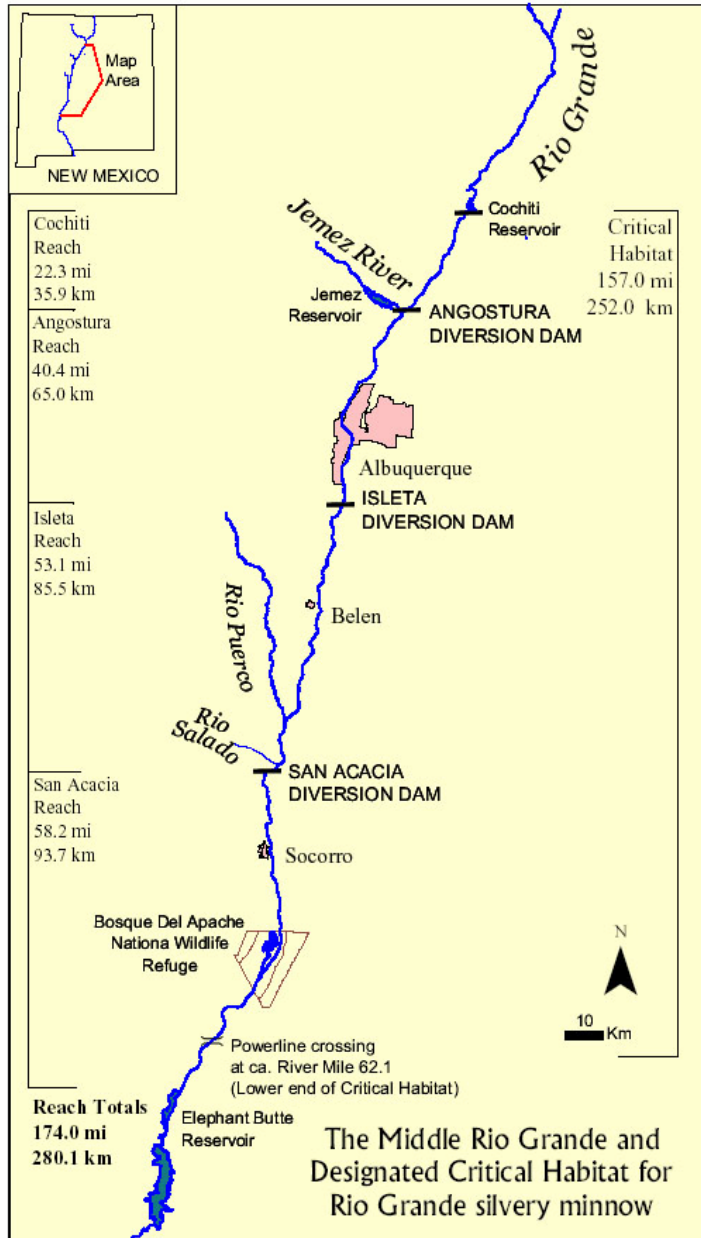 Map
Area
NEW MEXICO
Rio Grande
Cochiti
Reservoir
Jemez River
Jemez
Reservoir
ANGOSTURA
DIVERSION DAM
Cochiti
Reach
22.3 mi
35.9 km
Angostura
Reach
40.4 mi
65.0 km
Critical
Habitat
157.0 mi
252.0 km
Albuquerque
ISLETA
DIVERSION DAM
Isleta
Reach
53.1 mi
85.5 km
Belen
Rio Puerco
Rio
Salado
SAN ACACIA
DIVERSION DAM
San Acacia
Reach
58.2 mi
93.7 km
Socorro
Bosque Del Apache
Nationa Wildlife
Refuge
N
10
Km
Powerline crossing
at ca. River Mile 62.1
(Lower end of Critical Habitat)
Reach Totals
174.0 mi
280.1 km
Elephant Butte
Reservoir
The Middle Rio Grande and
Designated Critical Habitat for
Rio Grande silvery minnow